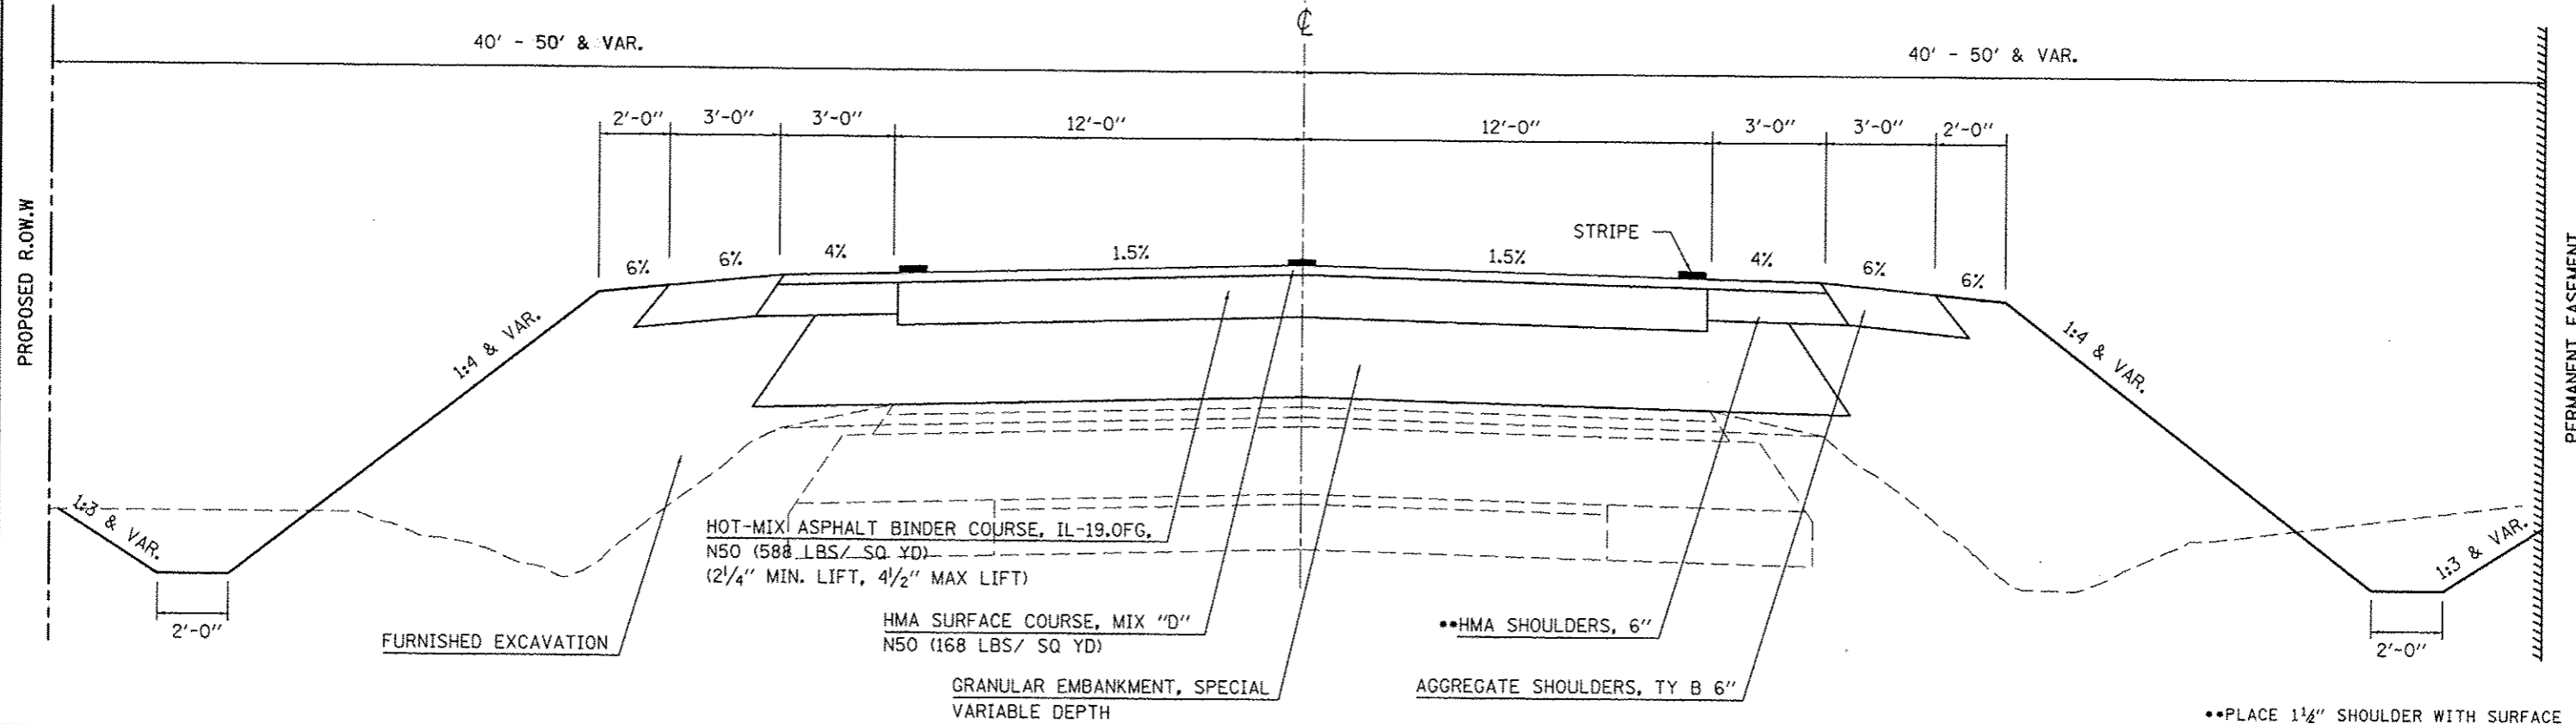 ℄
40' - 50' & VAR.
40' - 50' & VAR.
2'-0" 3'-0" 3'-0" 12'-0" 12'-0" 3'-0" 3'-0" 2'-0"
PROPOSED R.OW.W
PERMANENT EASEMENT
STRIPE
6% 6% 4% 1.5% 1.5% 4% 6% 6%
1:4 & VAR.
1:4 & VAR.
1:3 & VAR.
1:3 & VAR.
HOT-MIX ASPHALT BINDER COURSE, IL-19.0FG,
N50 (588 LBS/ SQ YD)
(2¼" MIN. LIFT, 4½" MAX LIFT)
2'-0"
2'-0"
FURNISHED EXCAVATION
HMA SURFACE COURSE, MIX "D"
N50 (168 LBS/ SQ YD)
••HMA SHOULDERS, 6"
GRANULAR EMBANKMENT, SPECIAL
VARIABLE DEPTH
AGGREGATE SHOULDERS, TY B 6"
••PLACE 1½" SHOULDER WITH SURFACE